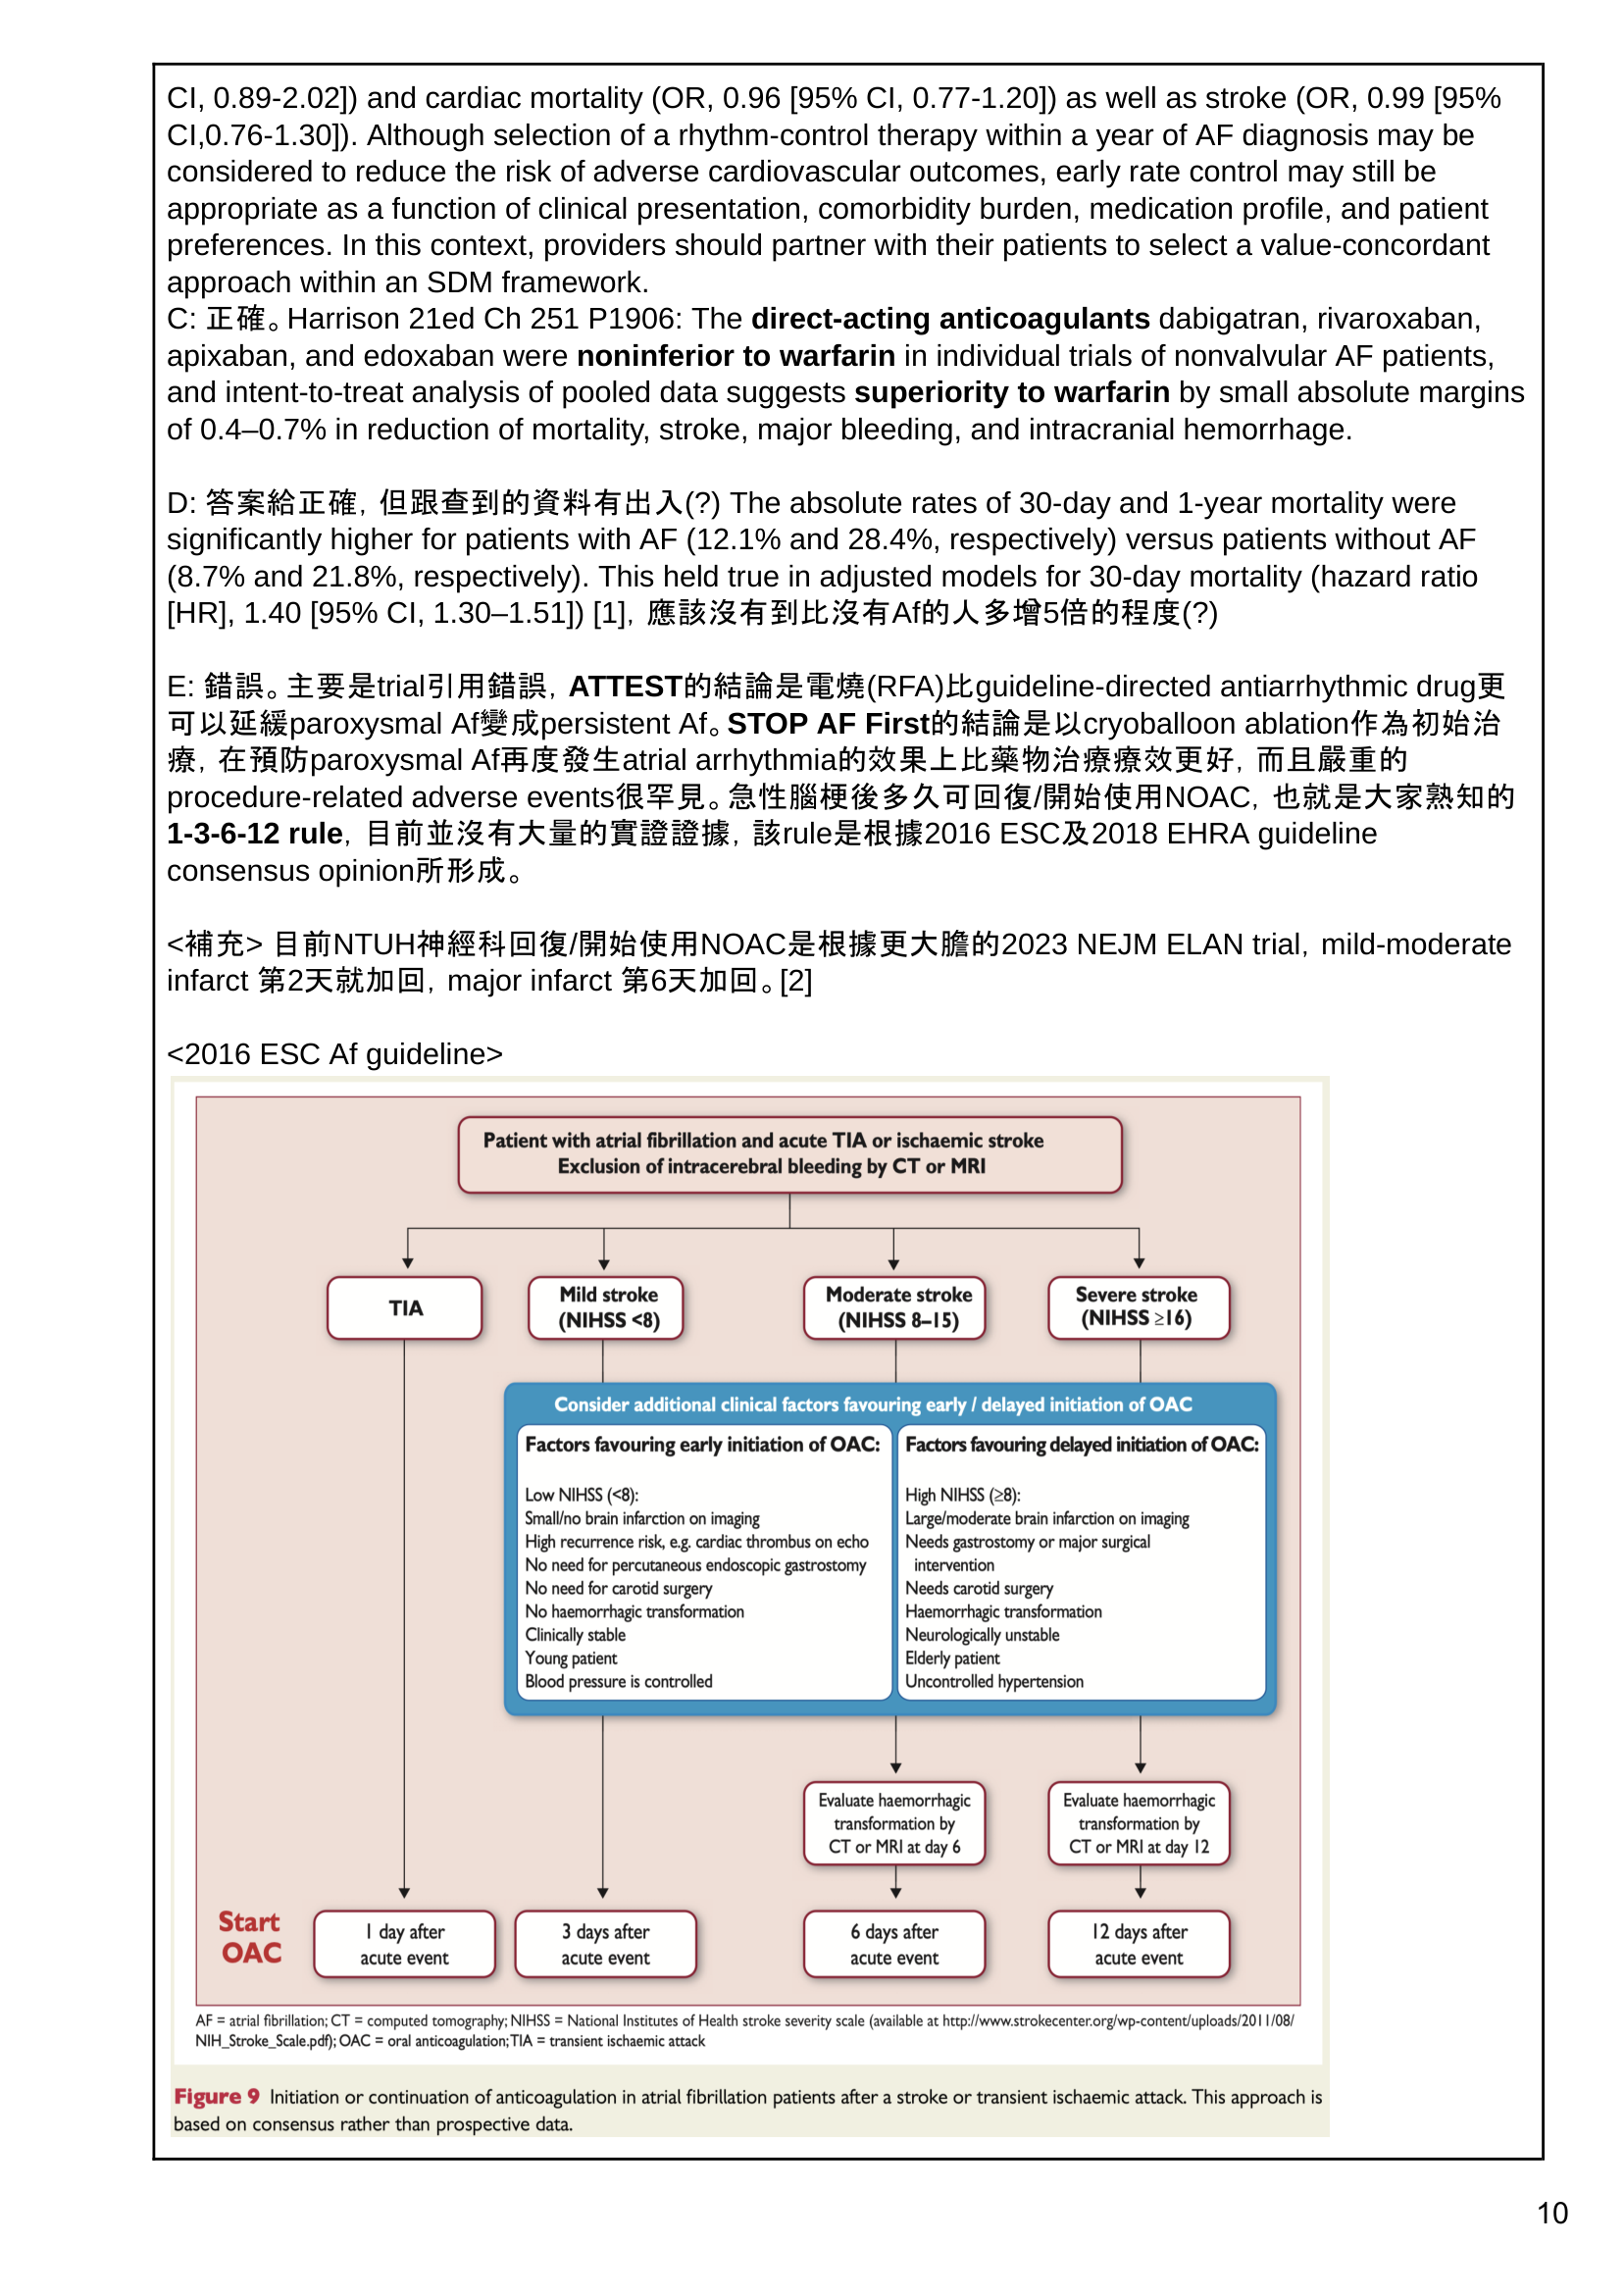 CI, 0.89-2.02]) and cardiac mortality (OR, 0.96 [95% CI, 0.77-1.20]) as well as stroke (OR, 0.99 [95%
CI,0.76-1.30]). Although selection of a rhythm-control therapy within a year of AF diagnosis may be
considered to reduce the risk of adverse cardiovascular outcomes, early rate control may still be
appropriate as a function of clinical presentation, comorbidity burden, medication profile, and patient
preferences. In this context, providers should partner with their patients to select a value-concordant
approach within an SDM framework.
C: 正確。Harrison 21ed Ch 251 P1906: The direct-acting anticoagulants dabigatran, rivaroxaban,
apixaban, and edoxaban were noninferior to warfarin in individual trials of nonvalvular AF patients,
and intent-to-treat analysis of pooled data suggests superiority to warfarin by small absolute margins
of 0.4–0.7% in reduction of mortality, stroke, major bleeding, and intracranial hemorrhage.
D: 答案給正確，但跟查到的資料有出入(?) The absolute rates of 30-day and 1-year mortality were
significantly higher for patients with AF (12.1% and 28.4%, respectively) versus patients without AF
(8.7% and 21.8%, respectively). This held true in adjusted models for 30-day mortality (hazard ratio
[HR], 1.40 [95% CI, 1.30–1.51]) [1]，應該沒有到比沒有Af的人多增5倍的程度(?)
E: 錯誤。主要是trial引用錯誤，ATTEST的結論是電燒(RFA)比guideline-directed antiarrhythmic drug更
可以延緩paroxysmal Af變成persistent Af。STOP AF First的結論是以cryoballoon ablation作為初始治
療，在預防paroxysmal Af再度發生atrial arrhythmia的效果上比藥物治療療效更好，而且嚴重的
procedure-related adverse events很罕見。急性腦梗後多久可回復/開始使用NOAC，也就是大家熟知的
1-3-6-12 rule，目前並沒有大量的實證證據，該rule是根據2016 ESC及2018 EHRA guideline
consensus opinion所形成。
<補充> 目前NTUH神經科回復/開始使用NOAC是根據更大膽的2023 NEJM ELAN trial，mild-moderate
infarct 第2天就加回，major infarct 第6天加回。[2]
<2016 ESC Af guideline>
Patient with atrial fibrillation and acute TIA or ischaemic stroke
Exclusion of intracerebral bleeding by CT or MRI
TIA
Mild stroke
(NIHSS <8)
Moderate stroke
(NIHSS 8–15)
Severe stroke
(NIHSS ≥16)
Consider additional clinical factors favouring early / delayed initiation of OAC
Factors favouring early initiation of OAC:
Low NIHSS (<8):
Small/no brain infarction on imaging
High recurrence risk, e.g. cardiac thrombus on echo
No need for percutaneous endoscopic gastrostomy
No need for carotid surgery
No haemorrhagic transformation
Clinically stable
Young patient
Blood pressure is controlled
Factors favouring delayed initiation of OAC:
High NIHSS (≥8):
Large/moderate brain infarction on imaging
Needs gastrostomy or major surgical
intervention
Needs carotid surgery
Haemorrhagic transformation
Neurologically unstable
Elderly patient
Uncontrolled hypertension
Evaluate haemorrhagic
transformation by
CT or MRI at day 6
Evaluate haemorrhagic
transformation by
CT or MRI at day 12
Start
OAC
1 day after
acute event
3 days after
acute event
6 days after
acute event
12 days after
acute event
AF = atrial fibrillation; CT = computed tomography; NIHSS = National Institutes of Health stroke severity scale (available at http://www.strokecenter.org/wp-content/uploads/2011/08/
NIH_Stroke_Scale.pdf); OAC = oral anticoagulation; TIA = transient ischaemic attack
Figure 9 Initiation or continuation of anticoagulation in atrial fibrillation patients after a stroke or transient ischaemic attack. This approach is
based on consensus rather than prospective data.
10